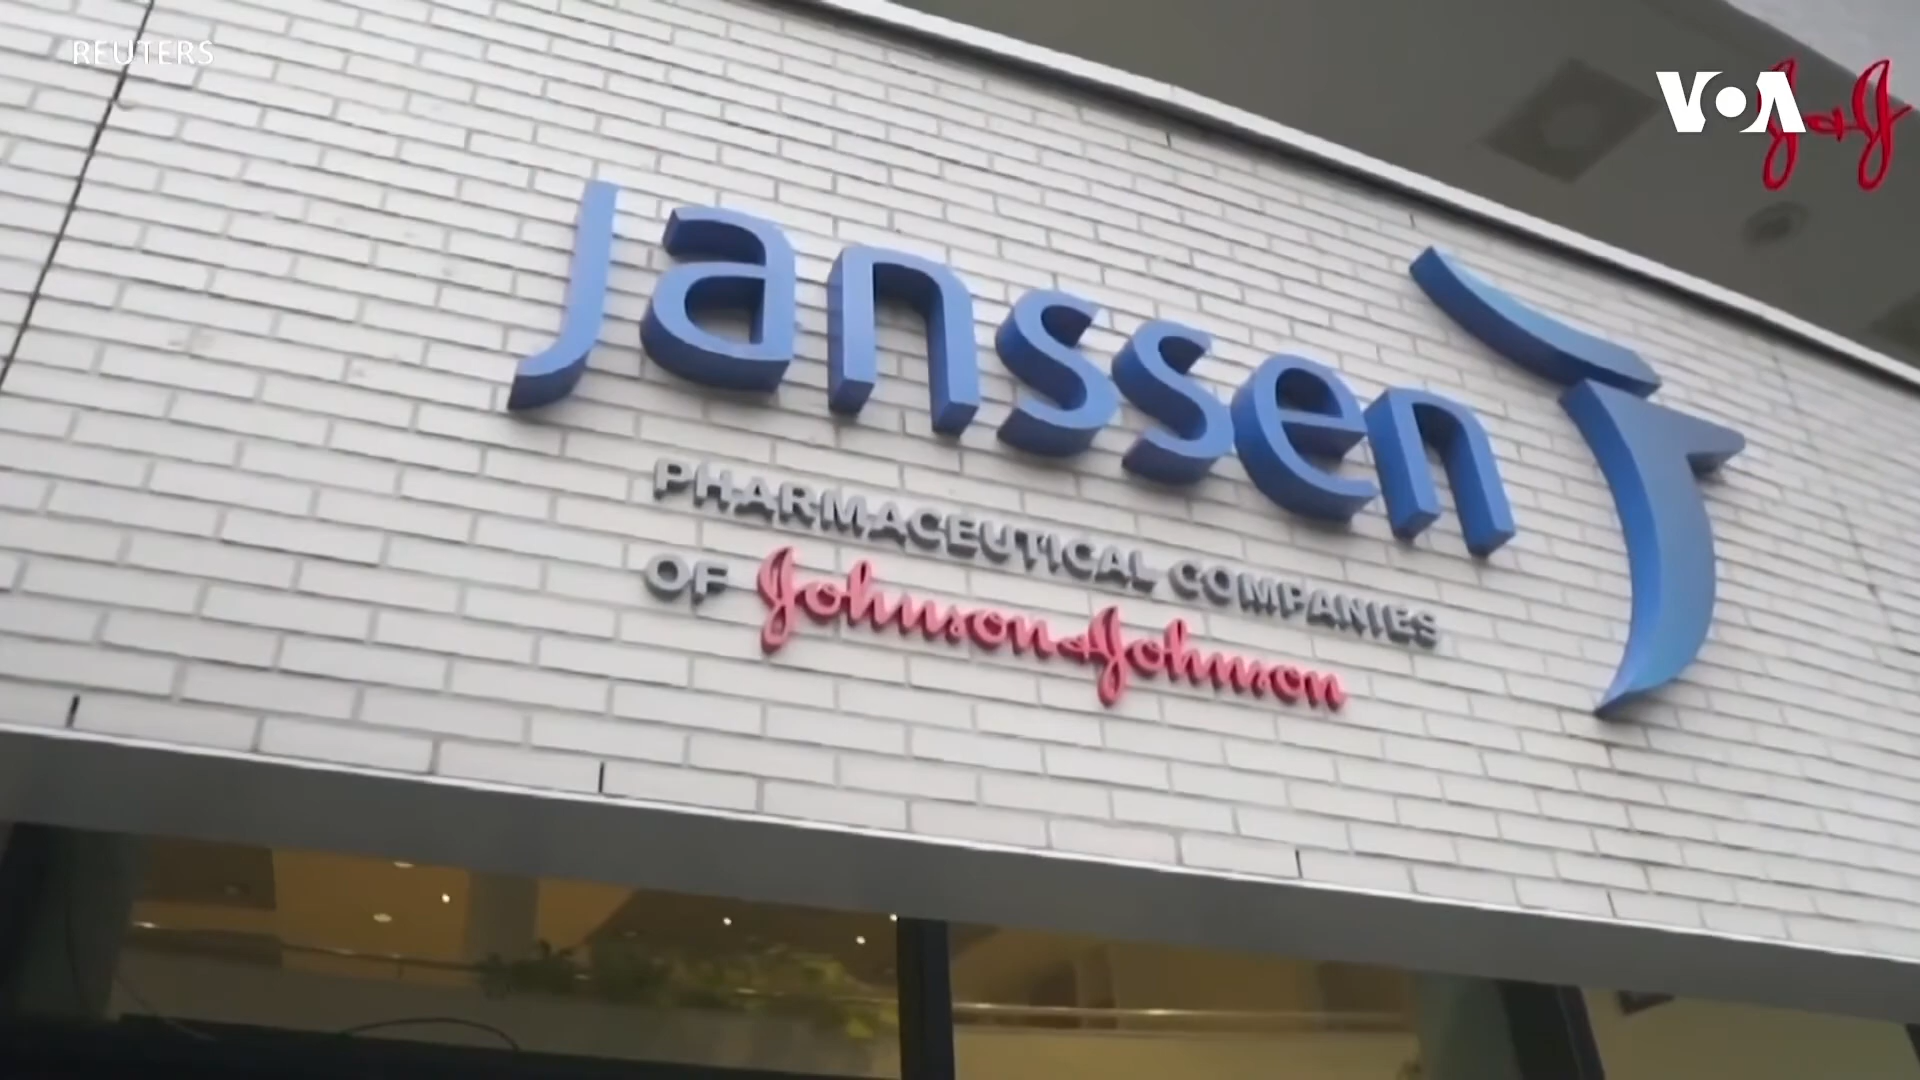 REUTERS
VOA
J&J
Janssen
PHARMACEUTICAL COMPANIES
OF Johnson & Johnson